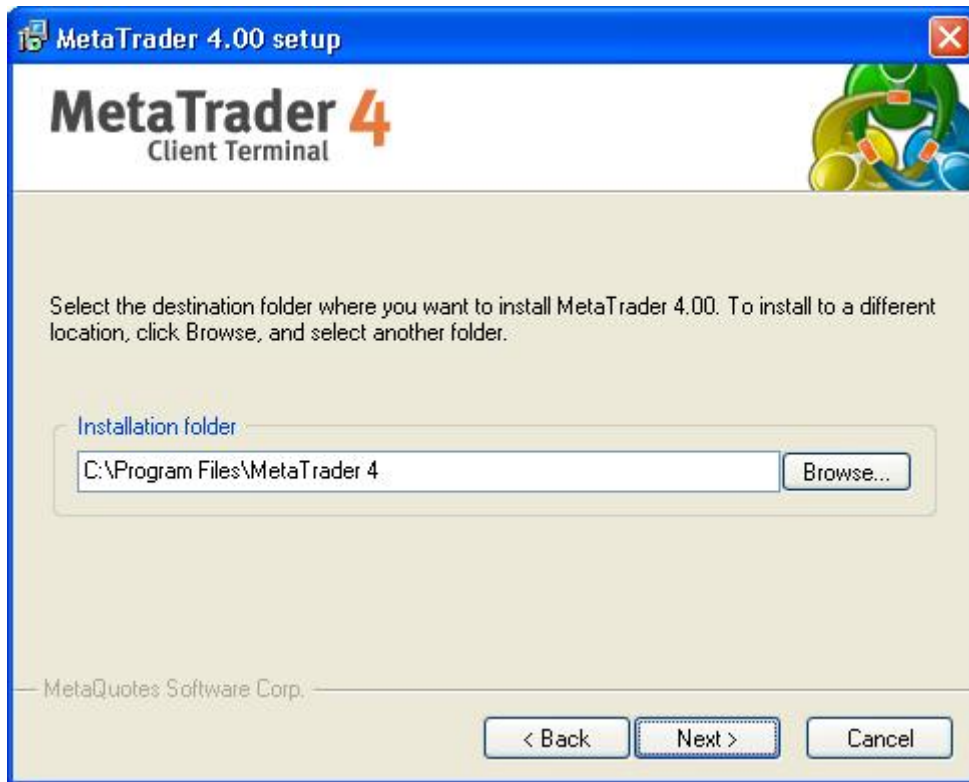 MetaTrader 4.00 setup
MetaTrader 4
Client Terminal
Select the destination folder where you want to install MetaTrader 4.00. To install to a different
location, click Browse, and select another folder.
Installation folder
C:\Program Files\MetaTrader 4
Browse...
MetaQuotes Software Corp.
< Back
Next >
Cancel